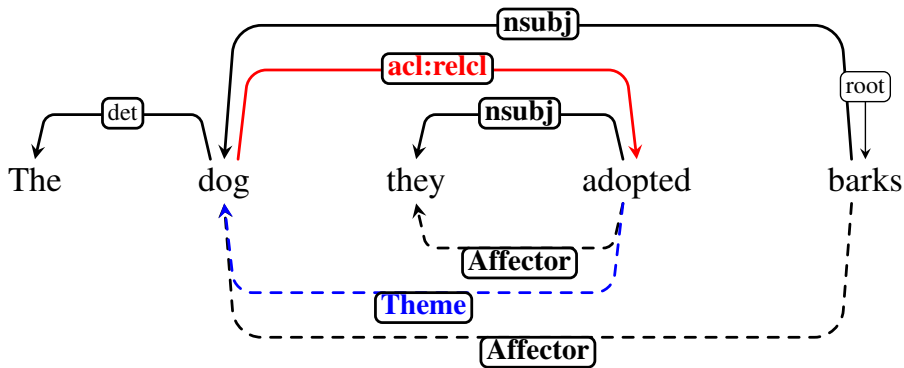 nsubj
acl:relcl
root
det
nsubj
The dog they adopted barks
Affector
Theme
Affector